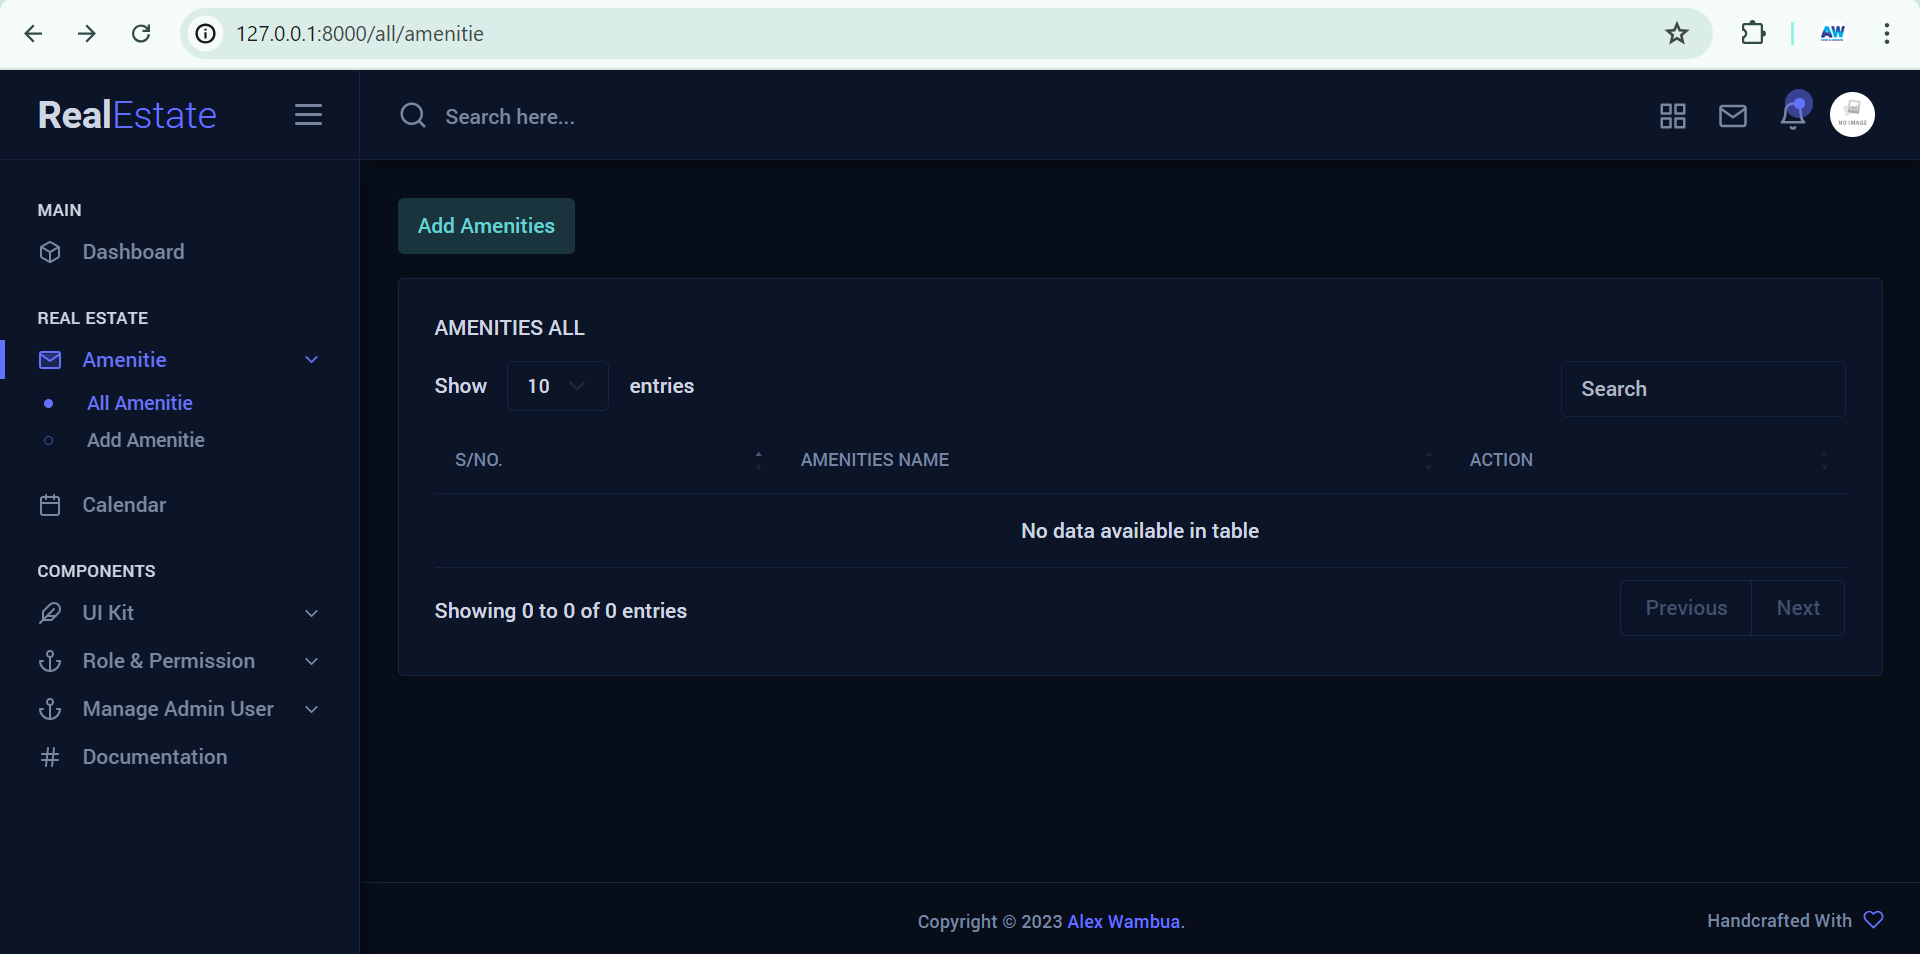 127.0.0.1:8000/all/amenitie
AW
RealEstate
Search here...
NO IMAGE
MAIN
Dashboard
REAL ESTATE
Amenitie
All Amenitie
Add Amenitie
Calendar
COMPONENTS
UI Kit
Role & Permission
Manage Admin User
Documentation
Add Amenities
AMENITIES ALL
Show 10 entries
Search
S/NO. AMENITIES NAME ACTION
No data available in table
Showing 0 to 0 of 0 entries
Previous Next
Copyright © 2023 Alex Wambua.
Handcrafted With